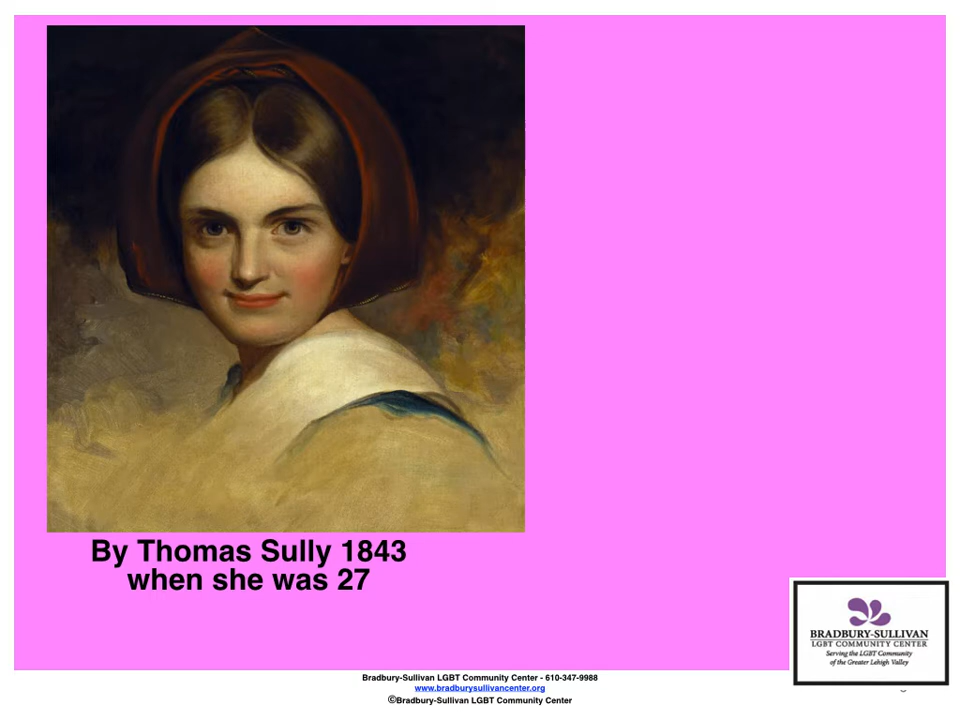 By Thomas Sully 1843
when she was 27
BRADBURY-SULLIVAN
LGBT COMMUNITY CENTER
Serving the LGBT Community
of the Greater Lehigh Valley
Bradbury-Sullivan LGBT Community Center - 610-347-9988
www.bradburysullivancenter.org
©Bradbury-Sullivan LGBT Community Center